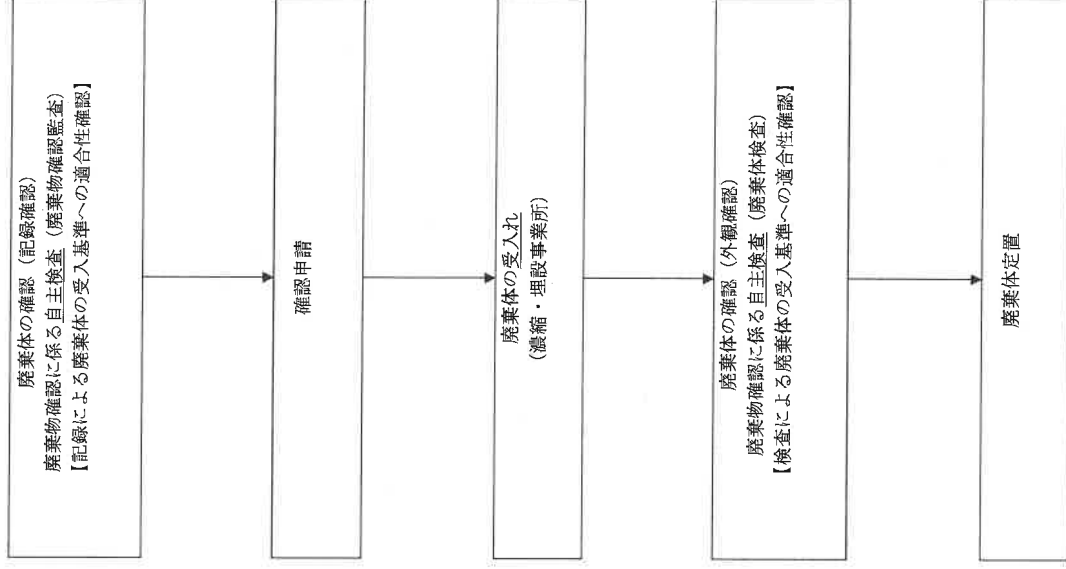 廃棄体の確認（記録確認）
廃棄物確認に係る自主検査（廃棄物確認監査）
【記録による廃棄体の受入基準への適合性確認】
確認申請
廃棄体の受入れ
（濃縮・埋設事業所）
廃棄体の確認（外観確認）
廃棄物確認に係る自主検査（廃棄体検査）
【検査による廃棄体の受入基準への適合性確認】
廃棄体定置